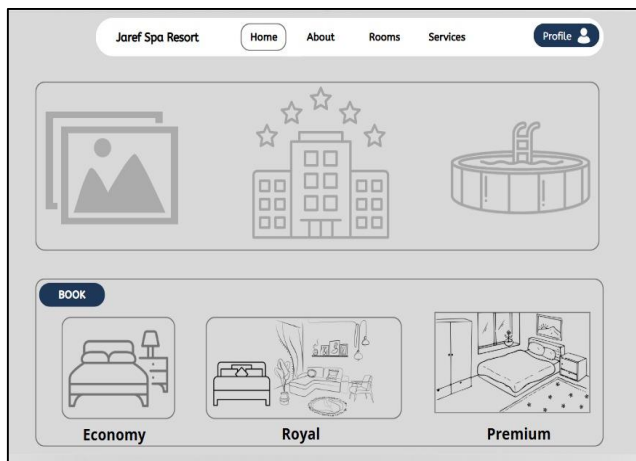 Jaref Spa Resort Home About Rooms Services Profile
BOOK
Economy Royal Premium